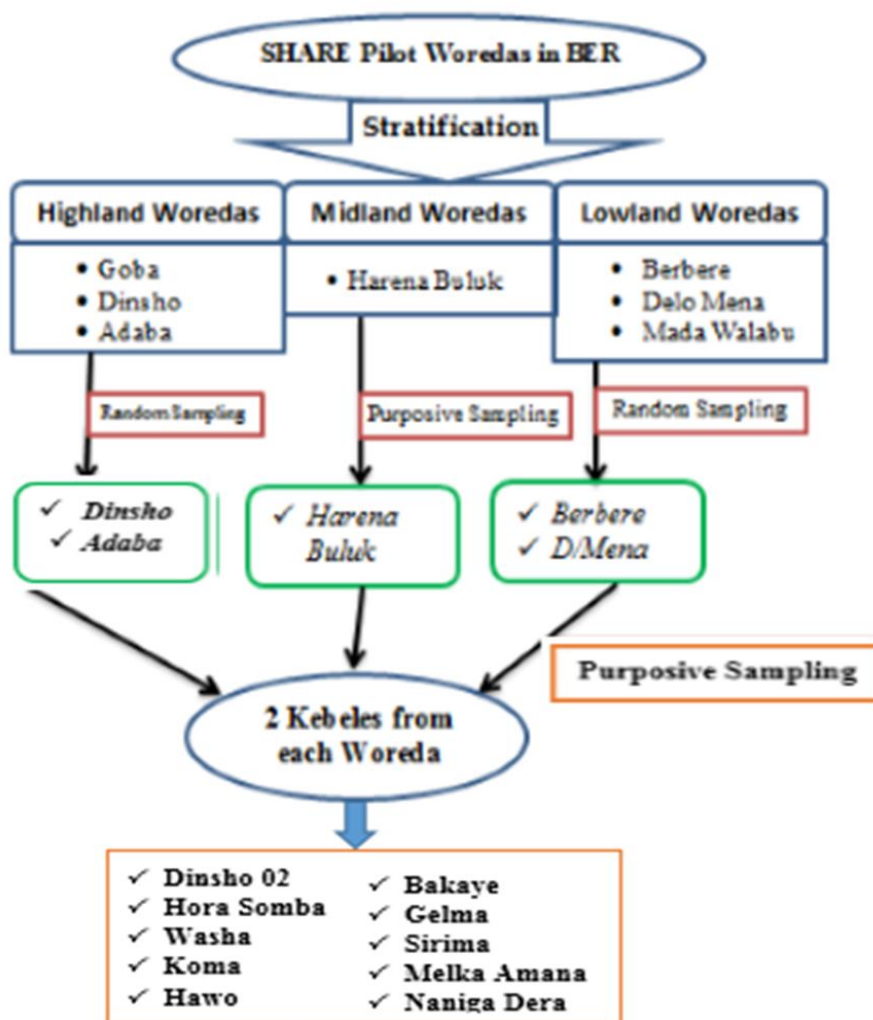 SHARE Pilot Woredas in BER
Stratification
Highland Woredas
• Goba
• Dinsho
• Adaba
Midland Woredas
• Harena Buluk
Lowland Woredas
• Berbere
• Delo Mena
• Mada Walabu
Random Sampling
Purposive Sampling
Random Sampling
✓ Dinsho
✓ Adaba
✓ Harena
Buluk
✓ Berbere
✓ D/Mena
Purposive Sampling
2 Kebeles from
each Woreda
✓ Dinsho 02
✓ Hora Somba
✓ Washa
✓ Koma
✓ Hawo
✓ Bakaye
✓ Gelma
✓ Sirima
✓ Melka Amana
✓ Naniga Dera